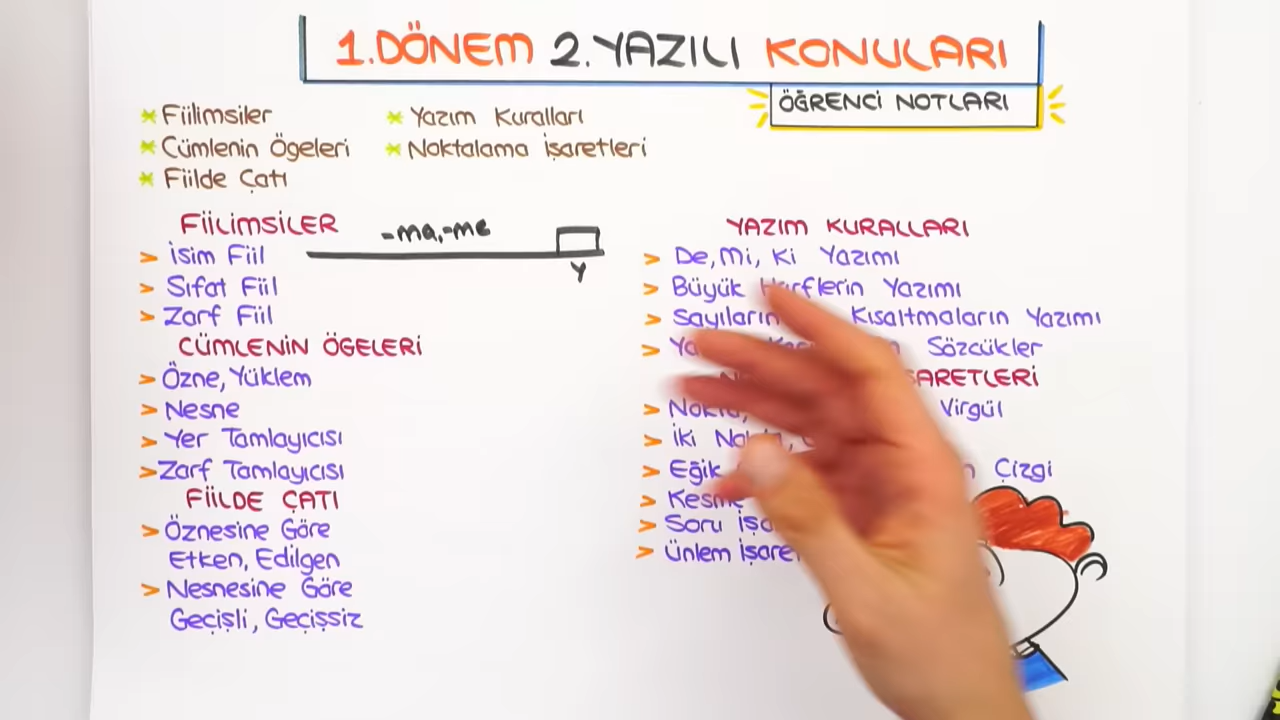 1.DÖNEM 2.YAZILI KONULARI
ÖĞRENCİ NOTLARI
* Fiilimsiler
* Cümlenin Ögeleri
* Fiilde Çatı
* Yazım Kuralları
* Noktalama İşaretleri
FİİLİMSİLER
> İsim Fiil
-ma,-me
Y
> Sıfat Fiil
> Zarf Fiil
CÜMLENİN ÖGELERİ
> Özne, Yüklem
> Nesne
> Yer Tamlayıcısı
> Zarf Tamlayıcısı
FİİLDE ÇATI
> Öznesine Göre
Etken, Edilgen
> Nesnesine Göre
Geçişli, Geçişsiz
YAZIM KURALLARI
> De, Mi, Ki Yazımı
> Büyük Harflerin Yazımı
> Sayıların Kısaltmaların Yazımı
> Sözcükler
> Virgül
> İki
> Eğik Çizgi
> Kesme
> Soru
> Ünlem